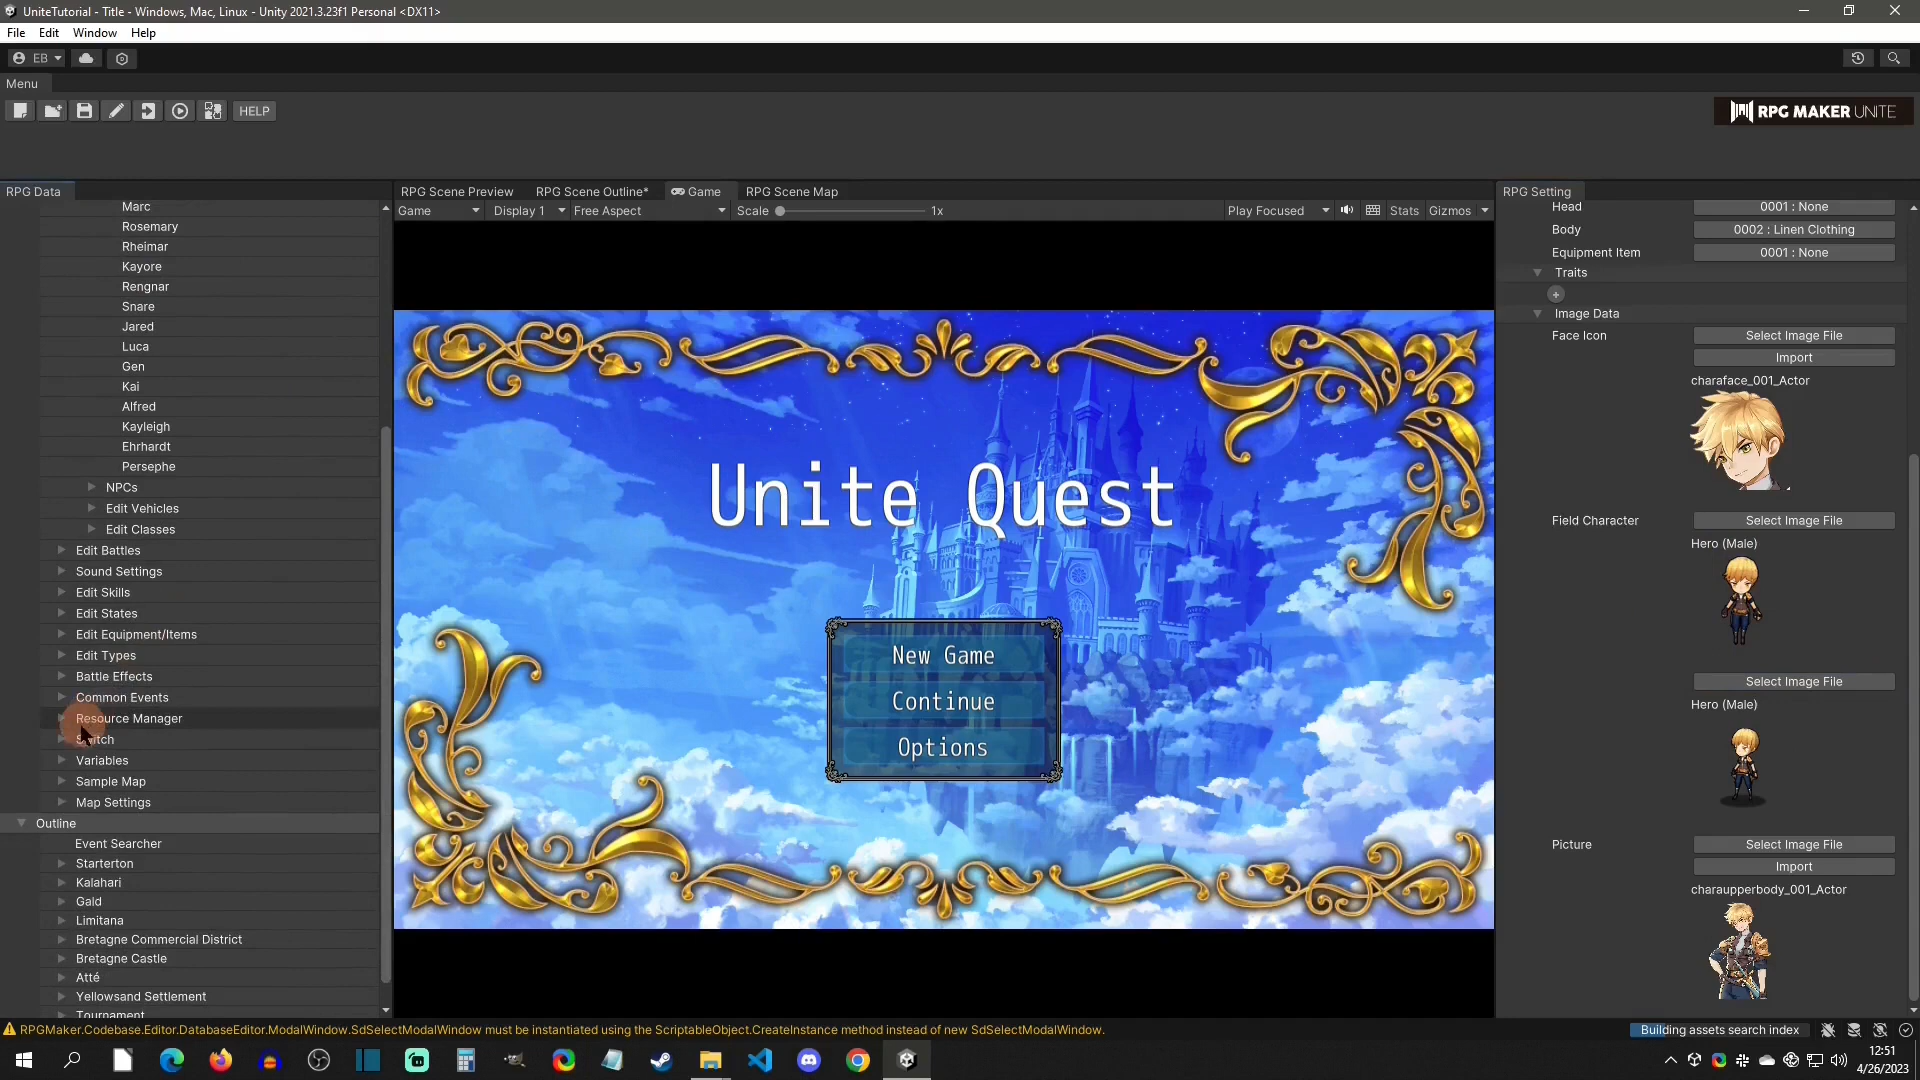 UniteTutorial - Title - Windows, Mac, Linux - Unity 2021.3.23f1 Personal <DX11>
File Edit Window Help
EB
Menu
HELP
RPG MAKER UNITE
RPG Data
Marc
Rosemary
Rheimar
Kayore
Rengnar
Snare
Jared
Luca
Gen
Kai
Alfred
Kayleigh
Ehrhardt
Persephe
NPCs
Edit Vehicles
Edit Classes
Edit Battles
Sound Settings
Edit Skills
Edit States
Edit Equipment/Items
Edit Types
Battle Effects
Common Events
Resource Manager
Switch
Variables
Sample Map
Map Settings
Outline
Event Searcher
Starterton
Kalahari
Gald
Limitana
Bretagne Commercial District
Bretagne Castle
Atté
Yellowsand Settlement
Tournament
RPG Scene Preview RPG Scene Outline* Game RPG Scene Map
Game Display 1 Free Aspect Scale 1x Play Focused Stats Gizmos
Unite Quest
New Game
Continue
Options
RPG Setting
Head 0001 : None
Body 0002 : Linen Clothing
Equipment Item 0001 : None
Traits
Image Data
Face Icon Select Image File
Import
charaface_001_Actor
Field Character Select Image File
Hero (Male)
Select Image File
Hero (Male)
Picture Select Image File
Import
charaupperbody_001_Actor
RPGMaker.Codebase.Editor.DatabaseEditor.ModalWindow.SdSelectModalWindow must be instantiated using the ScriptableObject.CreateInstance method instead of new SdSelectModalWindow.
Building assets search index
12:51
4/26/2023